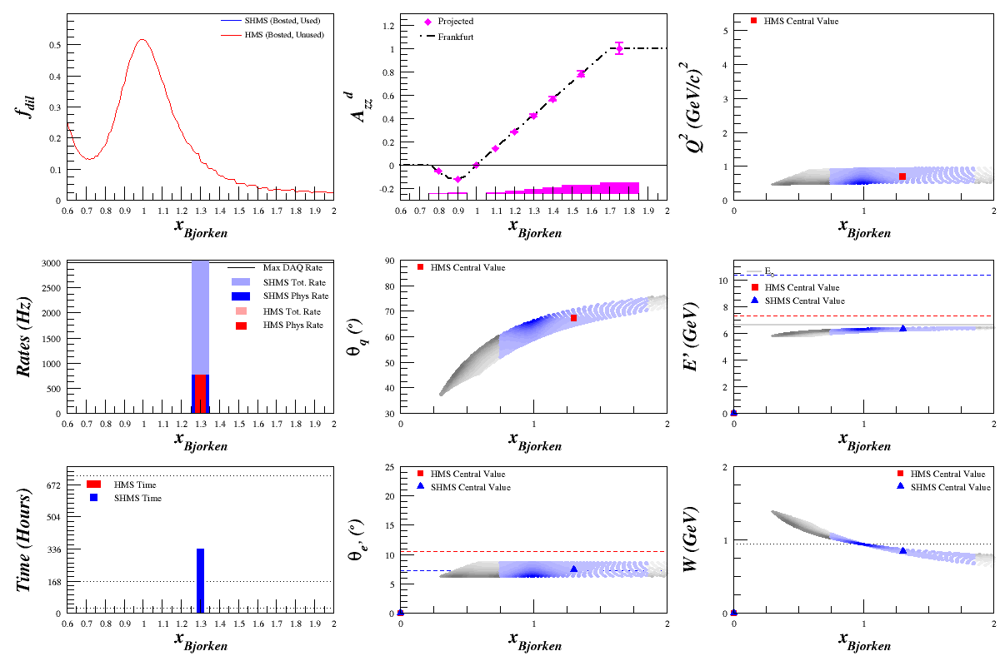 SHMS (Bosted, Used)
HMS (Bosted, Unused)
0.5
0.4
0.3
0.2
0.1
0
0.6 0.7 0.8 0.9 1 1.1 1.2 1.3 1.4 1.5 1.6 1.7 1.8 1.9 2
f_dil
x_Bjorken
Projected
Frankfurt
1.2
1
0.8
0.6
0.4
0.2
0
-0.2
0.6 0.7 0.8 0.9 1 1.1 1.2 1.3 1.4 1.5 1.6 1.7 1.8 1.9 2
A_zz^d
x_Bjorken
HMS Central Value
5
4
3
2
1
0
0 1 2
Q^2 (GeV/c)^2
x_Bjorken
Max DAQ Rate
SHMS Tot. Rate
SHMS Phys Rate
HMS Tot. Rate
HMS Phys Rate
3000
2500
2000
1500
1000
500
0
0.6 0.7 0.8 0.9 1 1.1 1.2 1.3 1.4 1.5 1.6 1.7 1.8 1.9 2
Rates (Hz)
x_Bjorken
HMS Central Value
90
80
70
60
50
40
30
0 1 2
θ_q (°)
x_Bjorken
E_o
HMS Central Value
SHMS Central Value
10
8
6
4
2
0
0 1 2
E' (GeV)
x_Bjorken
HMS Time
SHMS Time
672
504
336
168
0
0.6 0.7 0.8 0.9 1 1.1 1.2 1.3 1.4 1.5 1.6 1.7 1.8 1.9 2
Time (Hours)
x_Bjorken
HMS Central Value
SHMS Central Value
25
20
15
10
5
0
0 1 2
θ_e', (°)
x_Bjorken
HMS Central Value
SHMS Central Value
2
1
0
0 1 2
W (GeV)
x_Bjorken